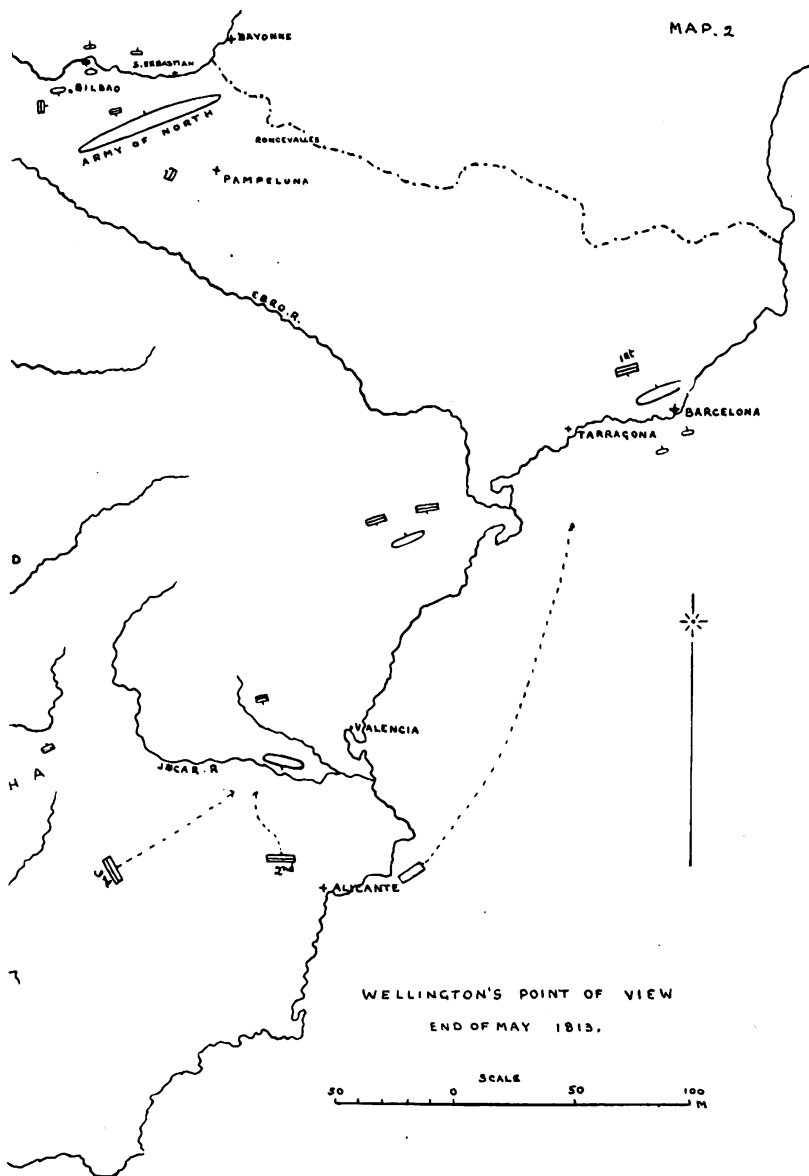 MAP. 2
BAYONNE
S. SEBASTIAN
BILBAO
ARMY OF NORTH
RONCEVALLES
PAMPELUNA
EBRO. R.
1st
BARCELONA
TARRAGONA
D
VALENCIA
JUCAR. R
H A
2nd
ALICANTE
WELLINGTON'S POINT OF VIEW
END OF MAY 1813.
SCALE
50 0 50 100
M